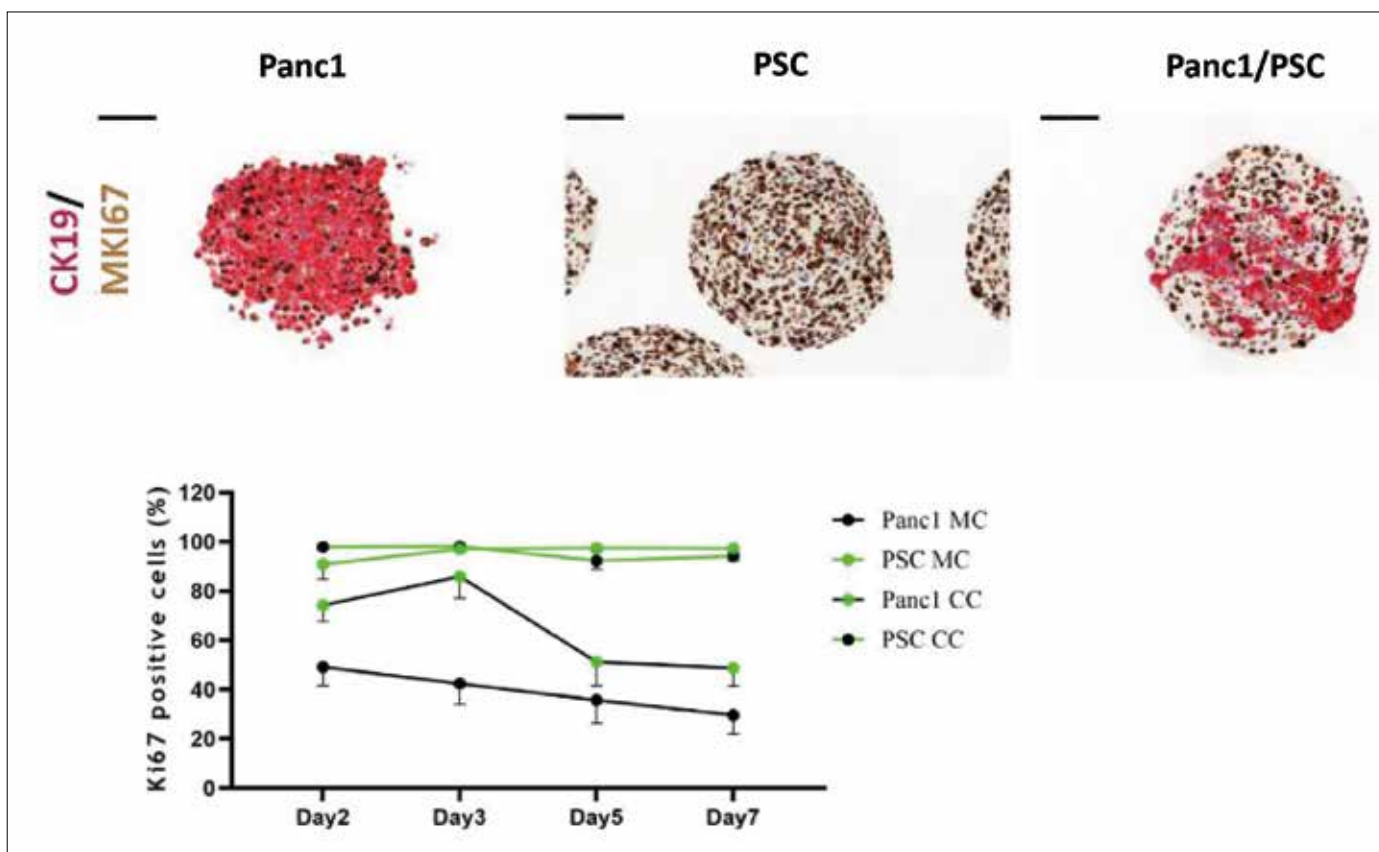 Panc1
PSC
Panc1/PSC
CK19/
MKI67
Ki67 positive cells (%)
120
100
80
60
40
20
0
Day2
Day3
Day5
Day7
Panc1 MC
PSC MC
Panc1 CC
PSC CC